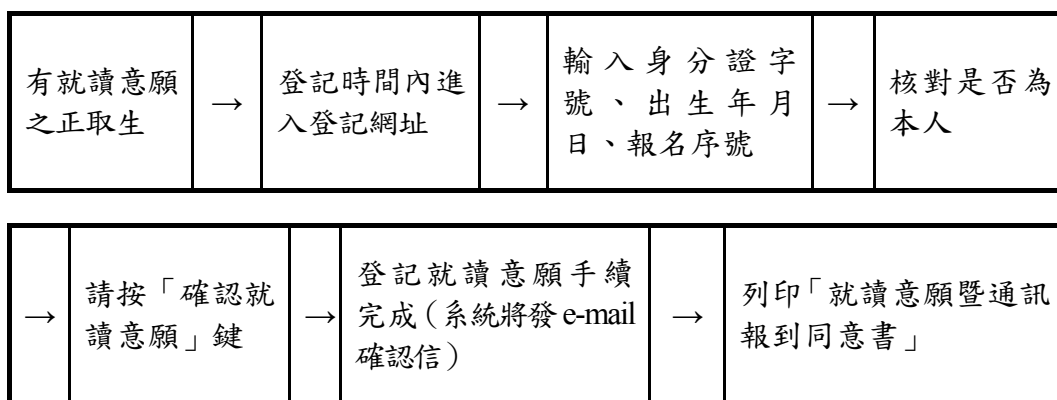 有就讀意願
之正取生
→
登記時間內進
入登記網址
→
輸入身分證字
號、出生年月
日、報名序號
→
核對是否為
本人
→
請按「確認就
讀意願」鍵
→
登記就讀意願手續
完成（系統將發e-mail
確認信）
→
列印「就讀意願暨通訊
報到同意書」